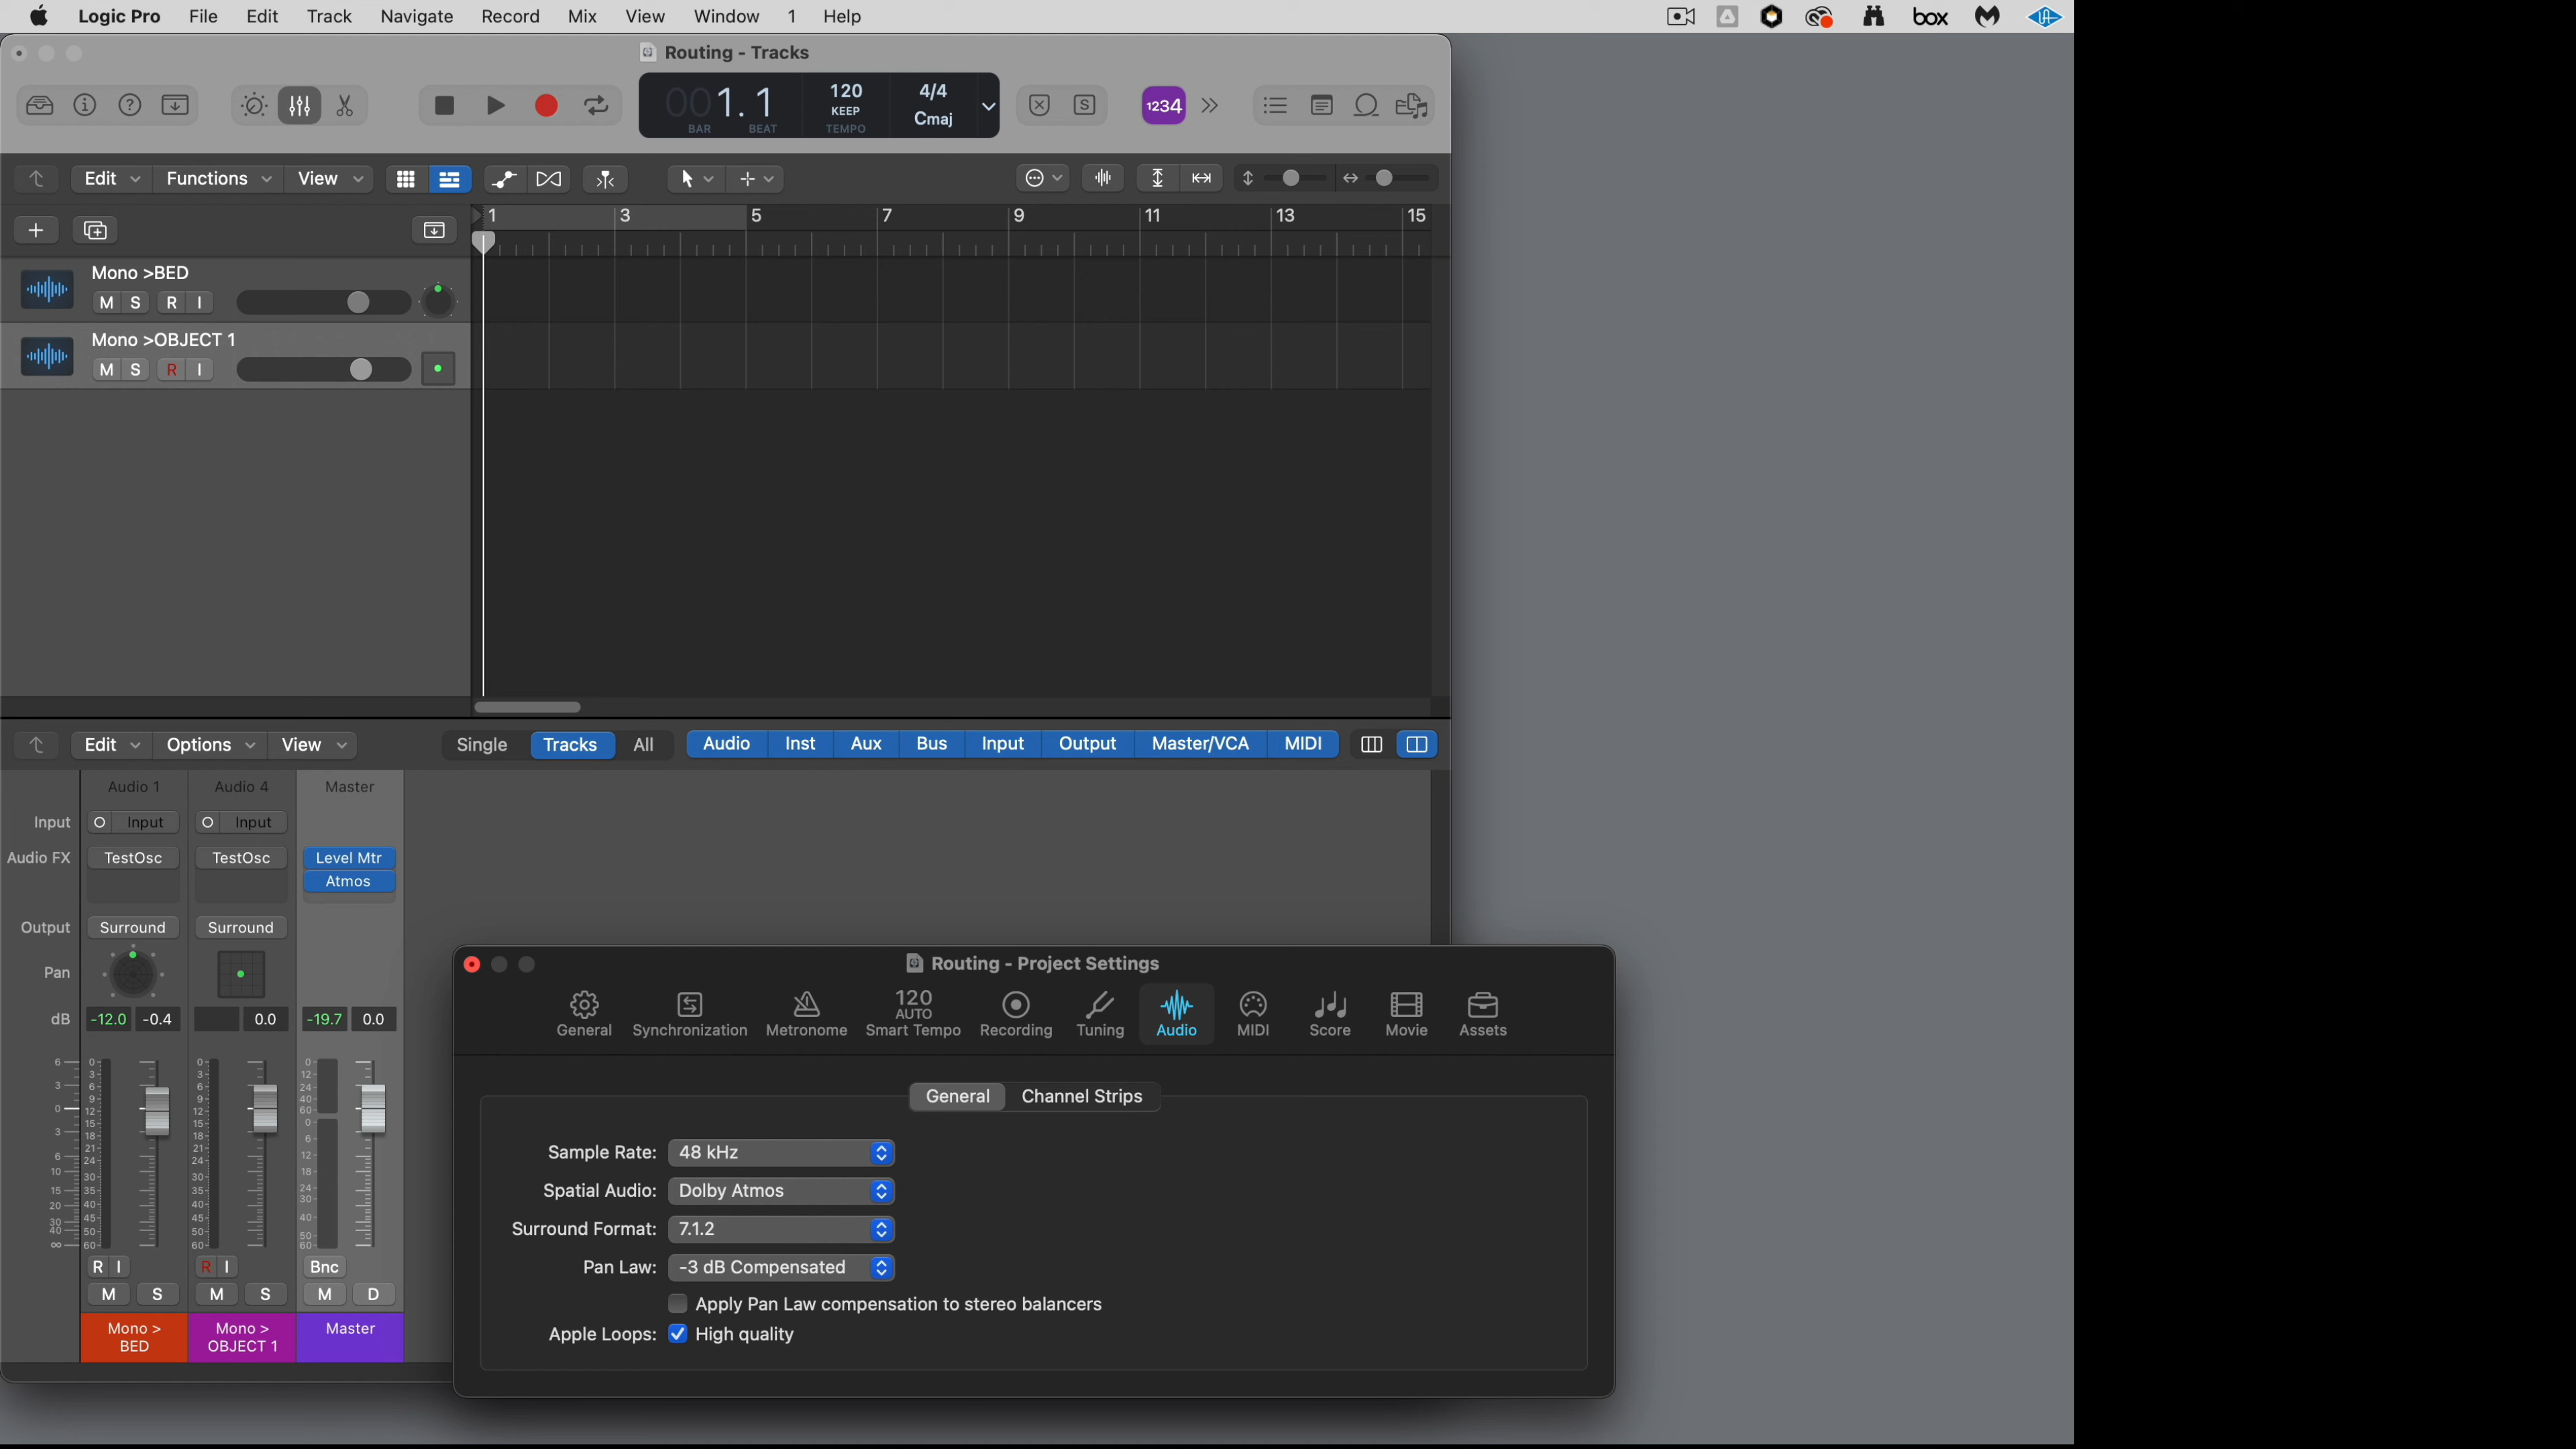 Logic Pro File Edit Track Navigate Record Mix View Window 1 Help box
Routing - Tracks
001. 1 120 4/4
KEEP Cmaj
BAR BEAT TEMPO
S 1234
Edit Functions View
1 3 5 7 9 11 13 15
Mono >BED
M S R I
Mono >OBJECT 1
M S R I
Edit Options View Single Tracks All Audio Inst Aux Bus Input Output Master/VCA MIDI
Audio 1 Audio 4 Master
Input Input Input
Audio FX TestOsc TestOsc Level Mtr
Atmos
Output Surround Surround
Pan
dB -12.0 -0.4 0.0 -19.7 0.0
R I R I Bnc
M S M S M D
Mono > Mono > Master
BED OBJECT 1
Routing - Project Settings
120
AUTO
General Synchronization Metronome Smart Tempo Recording Tuning Audio MIDI Score Movie Assets
General Channel Strips
Sample Rate: 48 kHz
Spatial Audio: Dolby Atmos
Surround Format: 7.1.2
Pan Law: -3 dB Compensated
Apply Pan Law compensation to stereo balancers
Apple Loops: High quality